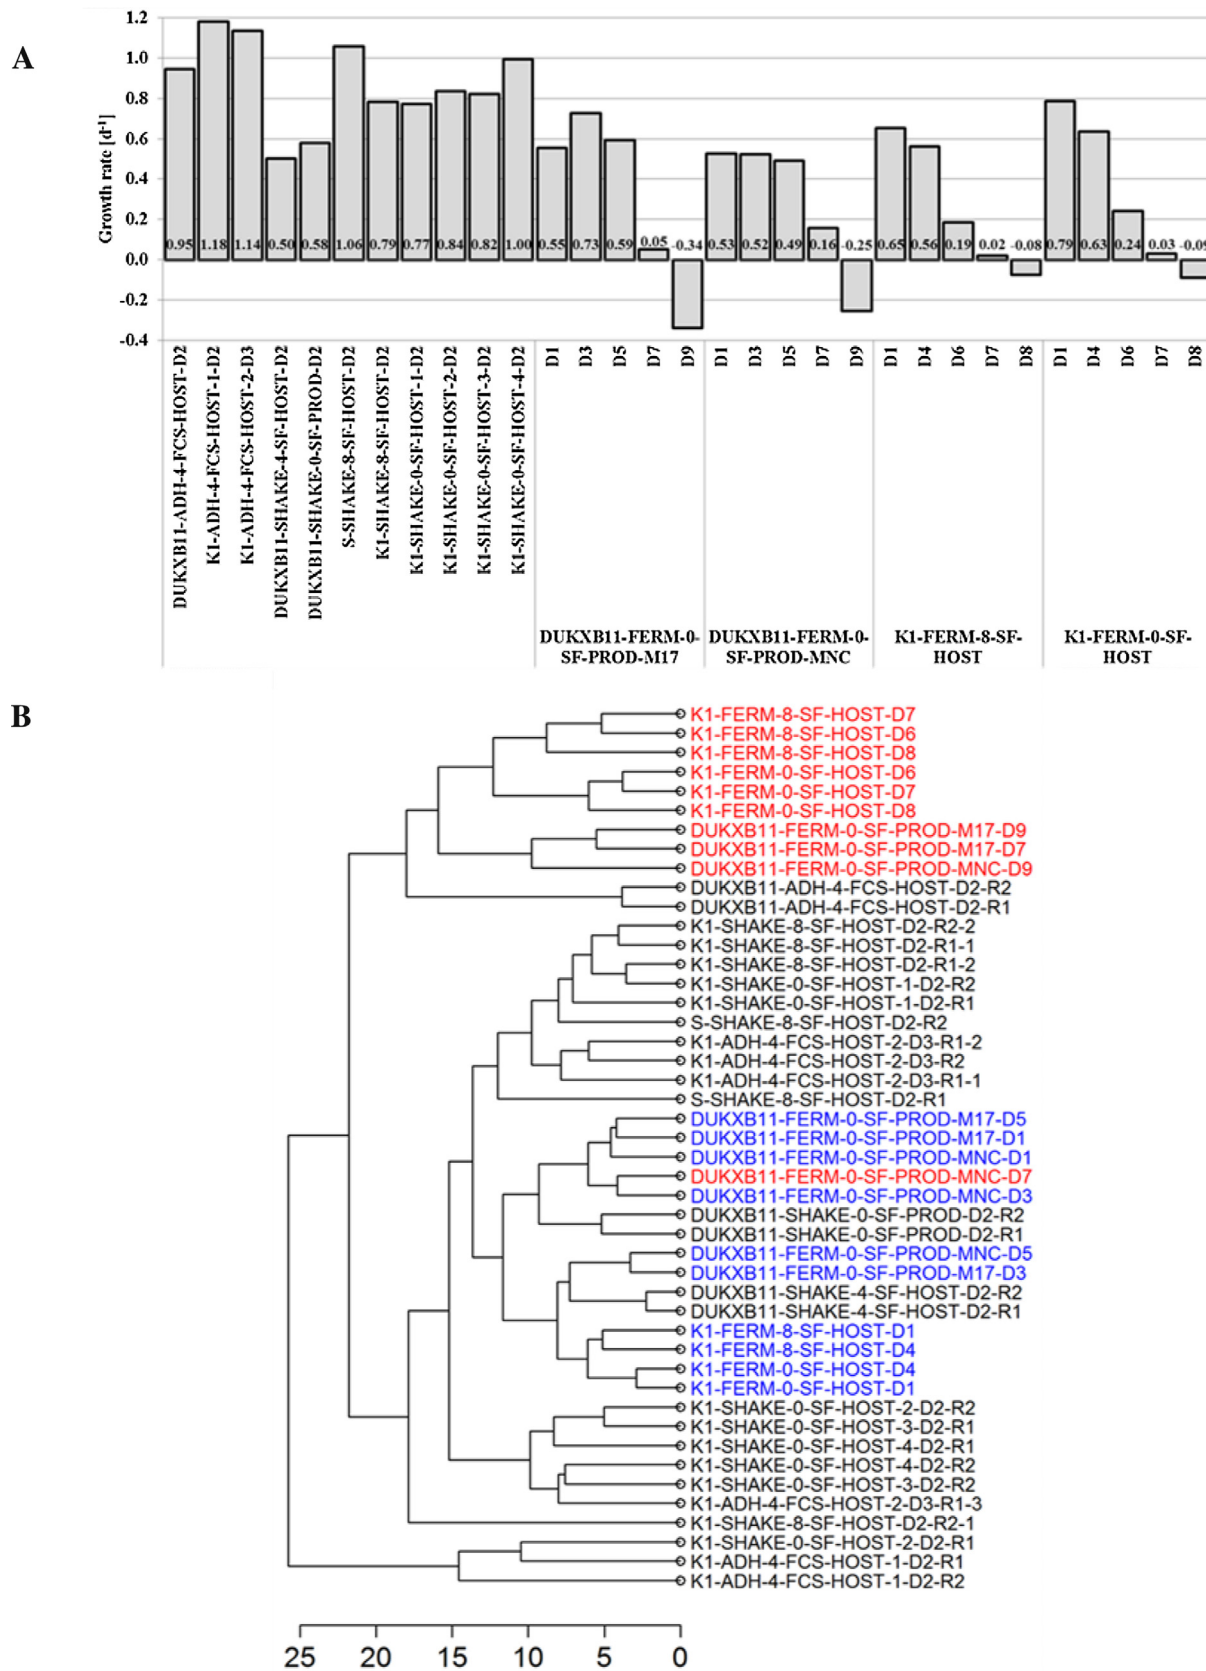 A
Growth rate [d-1]
1.2
1.0
0.8
0.6
0.4
0.2
0.0
-0.2
-0.4
0.95 1.18 1.14 0.50 0.58 1.06 0.79 0.77 0.84 0.82 1.00 0.55 0.73 0.59 0.05 -0.34 0.53 0.52 0.49 0.16 -0.25 0.65 0.56 0.19 0.02 -0.08 0.79 0.63 0.24 0.03 -0.09
DUKXB11-ADH-4-FCS-HOST-D2
K1-ADH-4-FCS-HOST-1-D2
K1-ADH-4-FCS-HOST-2-D3
DUKXB11-SHAKE-4-SF-HOST-D2
DUKXB11-SHAKE-0-SF-PROD-D2
S-SHAKE-8-SF-HOST-D2
K1-SHAKE-8-SF-HOST-D2
K1-SHAKE-0-SF-HOST-1-D2
K1-SHAKE-0-SF-HOST-2-D2
K1-SHAKE-0-SF-HOST-3-D2
K1-SHAKE-0-SF-HOST-4-D2
D1 D3 D5 D7 D9 D1 D3 D5 D7 D9 D1 D4 D6 D7 D8 D1 D4 D6 D7 D8
DUKXB11-FERM-0-
SF-PROD-M17
DUKXB11-FERM-0-
SF-PROD-MNC
K1-FERM-8-SF-
HOST
K1-FERM-0-SF-
HOST
B
K1-FERM-8-SF-HOST-D7
K1-FERM-8-SF-HOST-D6
K1-FERM-8-SF-HOST-D8
K1-FERM-0-SF-HOST-D6
K1-FERM-0-SF-HOST-D7
K1-FERM-0-SF-HOST-D8
DUKXB11-FERM-0-SF-PROD-M17-D9
DUKXB11-FERM-0-SF-PROD-M17-D7
DUKXB11-FERM-0-SF-PROD-MNC-D9
DUKXB11-ADH-4-FCS-HOST-D2-R2
DUKXB11-ADH-4-FCS-HOST-D2-R1
K1-SHAKE-8-SF-HOST-D2-R2-2
K1-SHAKE-8-SF-HOST-D2-R1-1
K1-SHAKE-8-SF-HOST-D2-R1-2
K1-SHAKE-0-SF-HOST-1-D2-R2
K1-SHAKE-0-SF-HOST-1-D2-R1
S-SHAKE-8-SF-HOST-D2-R2
K1-ADH-4-FCS-HOST-2-D3-R1-2
K1-ADH-4-FCS-HOST-2-D3-R2
K1-ADH-4-FCS-HOST-2-D3-R1-1
S-SHAKE-8-SF-HOST-D2-R1
DUKXB11-FERM-0-SF-PROD-M17-D5
DUKXB11-FERM-0-SF-PROD-M17-D1
DUKXB11-FERM-0-SF-PROD-MNC-D1
DUKXB11-FERM-0-SF-PROD-MNC-D7
DUKXB11-FERM-0-SF-PROD-MNC-D3
DUKXB11-SHAKE-0-SF-PROD-D2-R2
DUKXB11-SHAKE-0-SF-PROD-D2-R1
DUKXB11-FERM-0-SF-PROD-MNC-D5
DUKXB11-FERM-0-SF-PROD-M17-D3
DUKXB11-SHAKE-4-SF-HOST-D2-R2
DUKXB11-SHAKE-4-SF-HOST-D2-R1
K1-FERM-8-SF-HOST-D1
K1-FERM-8-SF-HOST-D4
K1-FERM-0-SF-HOST-D4
K1-FERM-0-SF-HOST-D1
K1-SHAKE-0-SF-HOST-2-D2-R2
K1-SHAKE-0-SF-HOST-3-D2-R1
K1-SHAKE-0-SF-HOST-4-D2-R1
K1-SHAKE-0-SF-HOST-4-D2-R2
K1-SHAKE-0-SF-HOST-3-D2-R2
K1-ADH-4-FCS-HOST-2-D3-R1-3
K1-SHAKE-8-SF-HOST-D2-R2-1
K1-SHAKE-0-SF-HOST-2-D2-R1
K1-ADH-4-FCS-HOST-1-D2-R1
K1-ADH-4-FCS-HOST-1-D2-R2
25 20 15 10 5 0